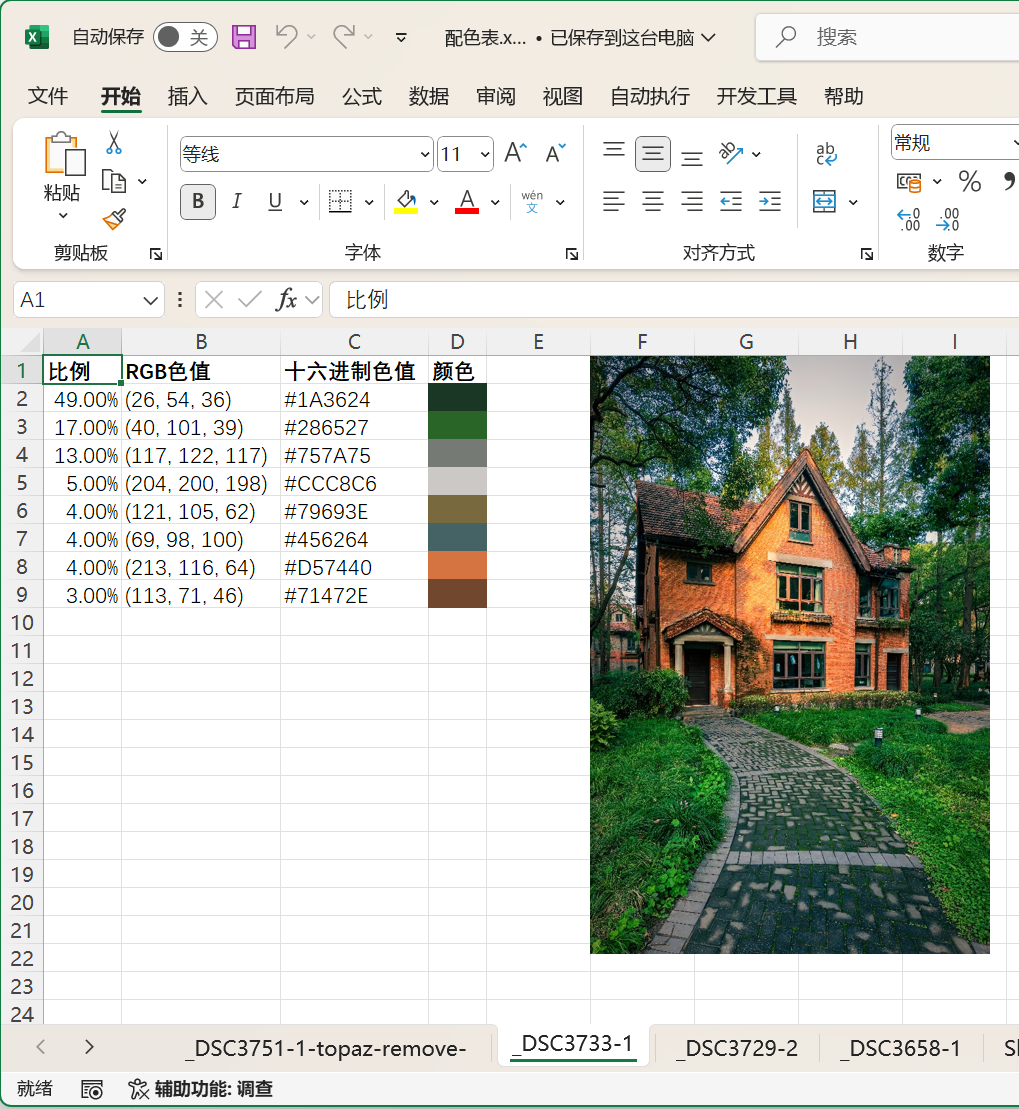 自动保存 关 配色表.x... • 已保存到这台电脑 搜索
文件 开始 插入 页面布局 公式 数据 审阅 视图 自动执行 开发工具 帮助
粘贴
等线 11 A A
B I U A wén 文
ab c
常规
% ,
←0 .00 .00 →0
剪贴板 字体 对齐方式 数字
A1 fx 比例
A B C D E F G H I
1 比例 RGB色值 十六进制色值 颜色
2 49.00% (26, 54, 36) #1A3624
3 17.00% (40, 101, 39) #286527
4 13.00% (117, 122, 117) #757A75
5 5.00% (204, 200, 198) #CCC8C6
6 4.00% (121, 105, 62) #79693E
7 4.00% (69, 98, 100) #456264
8 4.00% (213, 116, 64) #D57440
9 3.00% (113, 71, 46) #71472E
10
11
12
13
14
15
16
17
18
19
20
21
22
23
24
_DSC3751-1-topaz-remove- _DSC3733-1 _DSC3729-2 _DSC3658-1
就绪 辅助功能: 调查